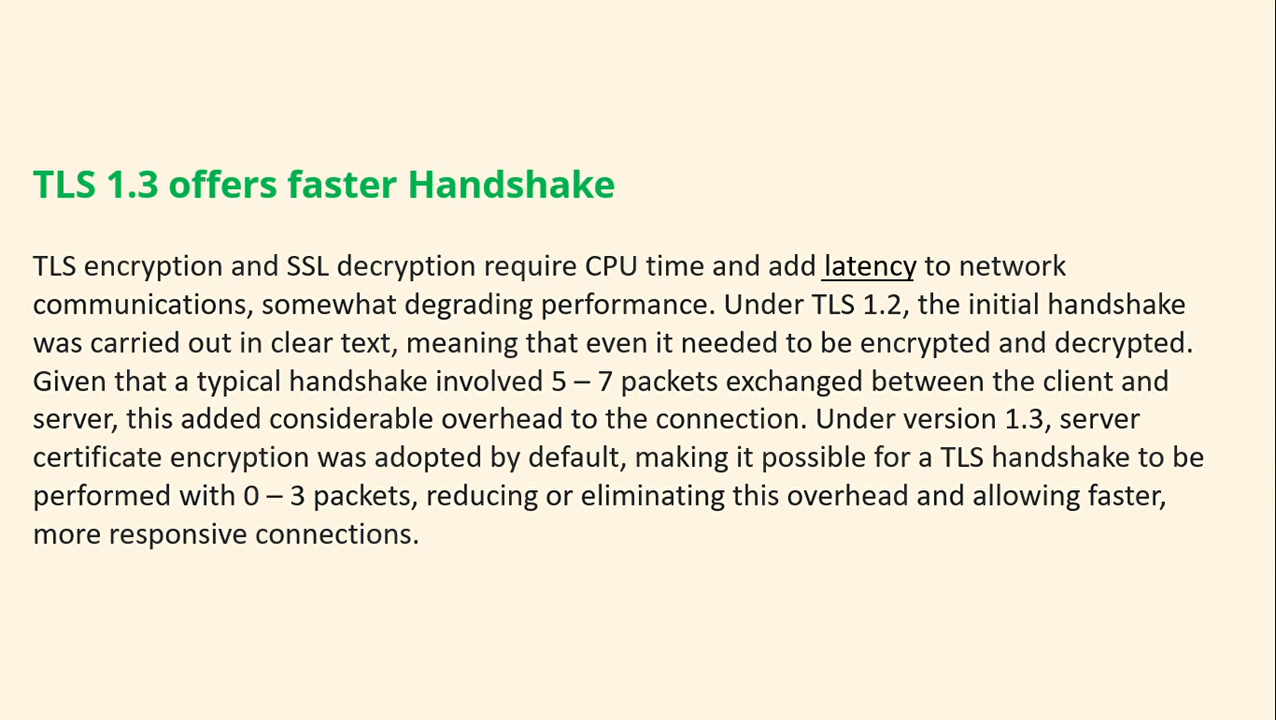 TLS 1.3 offers faster Handshake
TLS encryption and SSL decryption require CPU time and add latency to network
communications, somewhat degrading performance. Under TLS 1.2, the initial handshake
was carried out in clear text, meaning that even it needed to be encrypted and decrypted.
Given that a typical handshake involved 5 – 7 packets exchanged between the client and
server, this added considerable overhead to the connection. Under version 1.3, server
certificate encryption was adopted by default, making it possible for a TLS handshake to be
performed with 0 – 3 packets, reducing or eliminating this overhead and allowing faster,
more responsive connections.